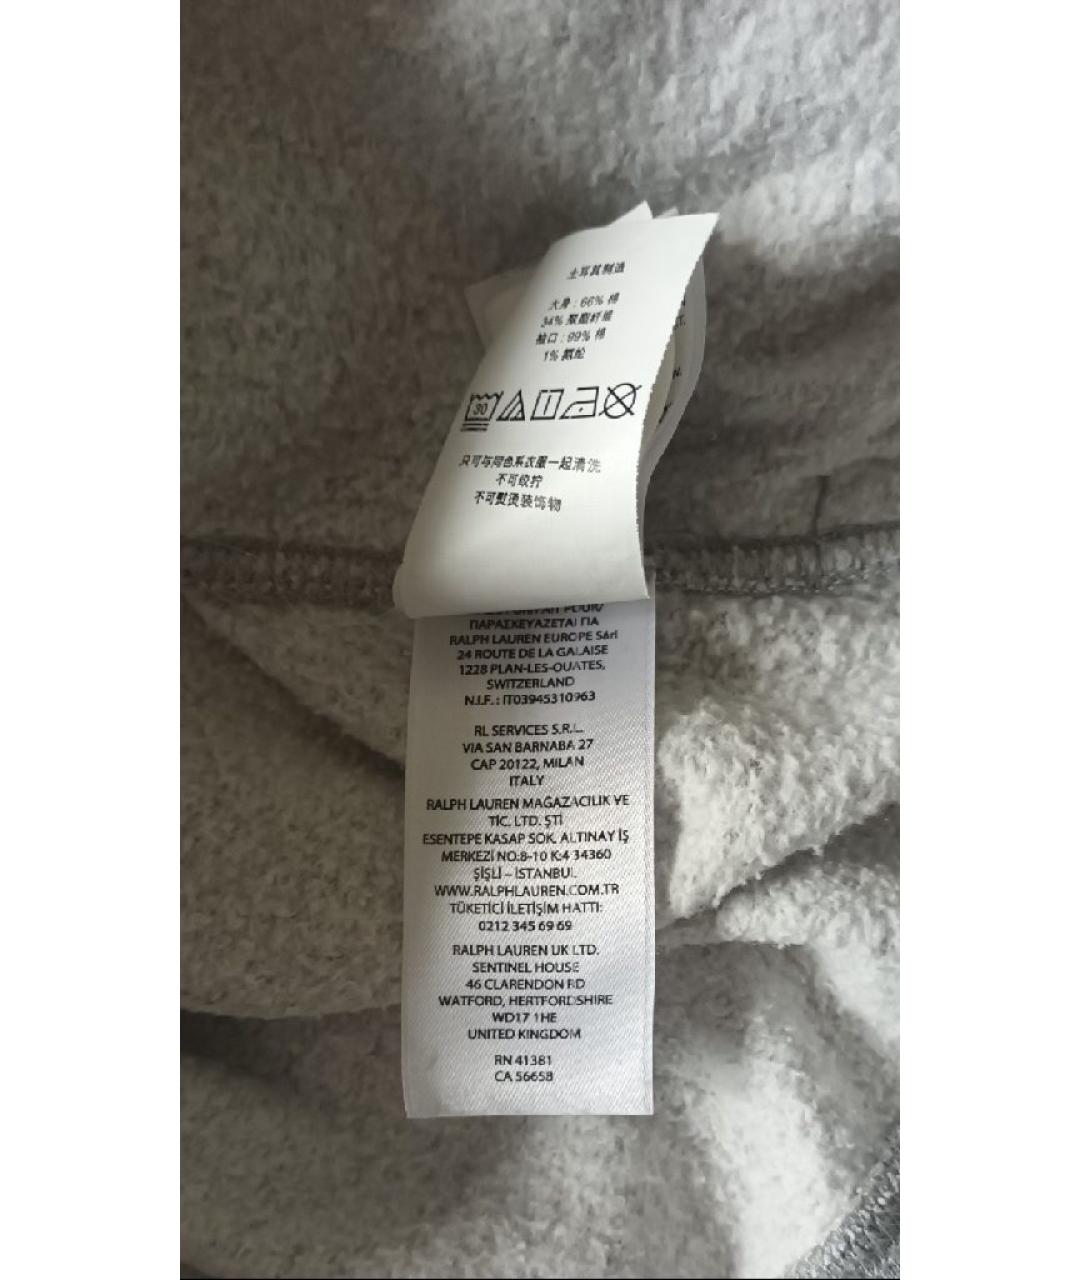 土耳其制造
大身 : 66% 棉
34% 聚酯纤维
袖口 : 99% 棉
1% 氨纶
30
只可与同色系衣服一起清洗
不可绞拧
不可熨烫装饰物
ΠΑΡΑΣΚΕΥΑΖΕΤΑΙ ΓΙΑ
RALPH LAUREN EUROPE Sàrl
24 ROUTE DE LA GALAISE
1228 PLAN-LES-OUATES,
SWITZERLAND
N.I.F. : IT03945310963
RL SERVICES S.R.L.
VIA SAN BARNABA 27
CAP 20122, MILAN
ITALY
RALPH LAUREN MAĞAZACILIK VE
TİC. LTD. ŞTİ
ESENTEPE KASAP SOK. ALTINAY İŞ
MERKEZİ NO:8-10 K:4 34360
ŞİŞLİ – İSTANBUL
WWW.RALPHLAUREN.COM.TR
TÜKETİCİ İLETİŞİM HATTI:
0212 345 69 69
RALPH LAUREN UK LTD.
SENTINEL HOUSE
46 CLARENDON RD
WATFORD, HERTFORDSHIRE
WD17 1HE
UNITED KINGDOM
RN 41381
CA 56658